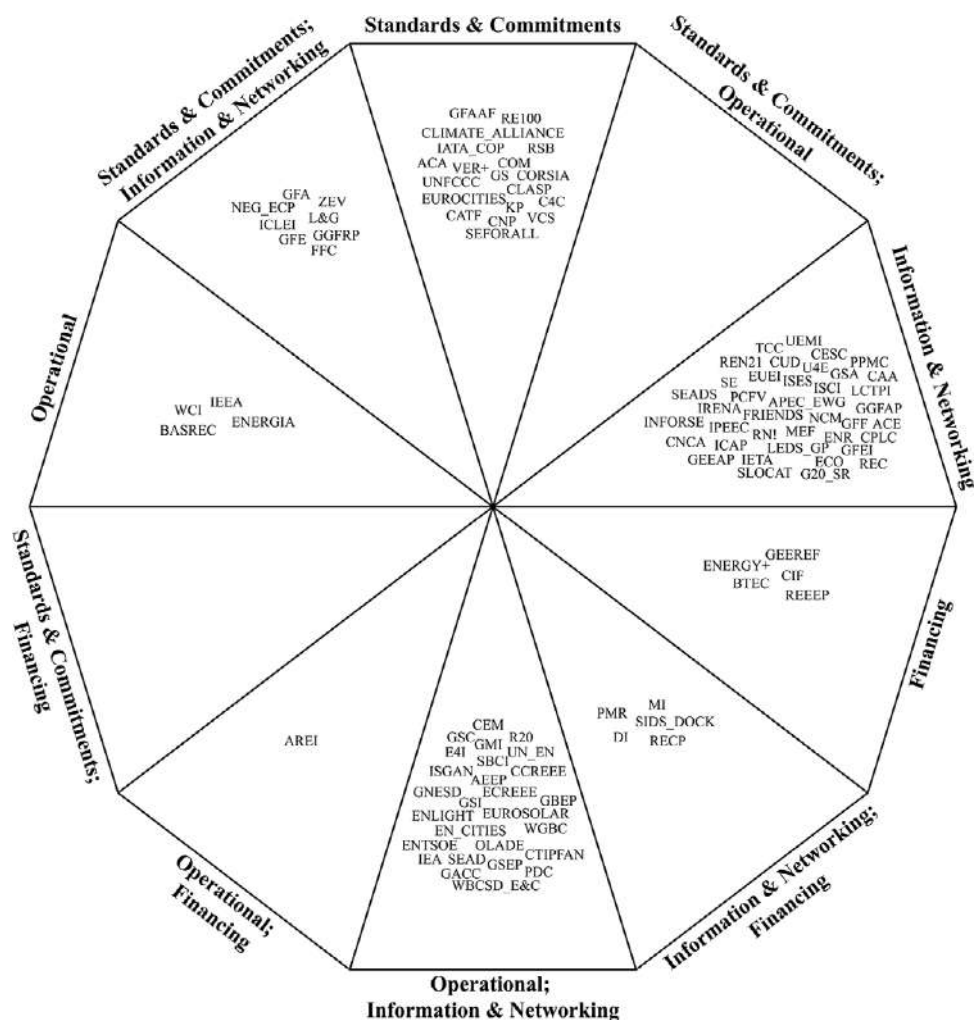 Standards & Commitments
GFAAF RE100
CLIMATE_ALLIANCE
IATA_COP RSB
ACA VER+ COM
UNFCCC GS CORSIA
CLASP
EUROCITIES KP C4C
CATF CNP VCS
SEFORALL
Standards & Commitments;
Operational
Information & Networking
TCC UEMI
REN21 CUD CESC PPMC
U4E
SE EUEI ISES GSA CAA
SEADS PCFV ISCI LCTPI
IRENA APEC_EWG GGFAP
INFORSE FRIENDS NCM GFF ACE
IPEEC RN! MEF
CNCA ICAP ENR CPLC
LEDS_GP GFEI
GEEAP IETA ECO REC
SLOCAT G20_SR
Financing
GEEREF
ENERGY+ CIF
BTEC REEEP
Information & Networking;
Financing
MI
PMR SIDS_DOCK
DI RECP
Operational;
Information & Networking
CEM
GSC R20
E4I GMI UN_EN
SBCI
ISGAN AEEP CCREEE
GNESD ECREEE
GSI GBEP
ENLIGHT EUROSOLAR
EN_CITIES WGBC
ENTSOE OLADE
IEA SEAD GSEP CTIPFAN
GACC PDC
WBCSD_E&C
Operational;
Financing
AREI
Standards & Commitments;
Financing
Operational
WCI IEEA
BASREC ENERGIA
Standards & Commitments;
Information & Networking
GFA ZEV
NEG_ECP L&G
ICLEI
GFE GGFRP
FFC